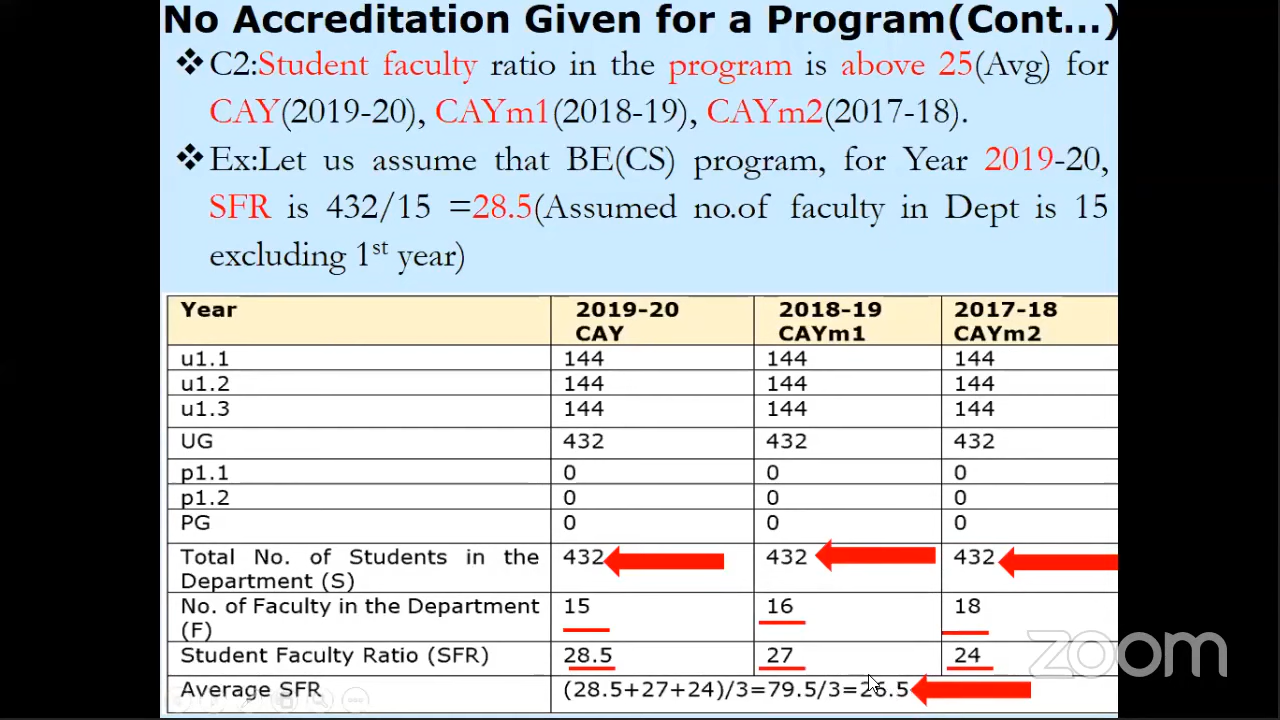 No Accreditation Given for a Program(Cont...)
❖C2:Student faculty ratio in the program is above 25(Avg) for
CAY(2019-20), CAYm1(2018-19), CAYm2(2017-18).
❖Ex:Let us assume that BE(CS) program, for Year 2019-20,
SFR is 432/15 =28.5(Assumed no.of faculty in Dept is 15
excluding 1st year)
Year 2019-20 CAY 2018-19 CAYm1 2017-18 CAYm2
u1.1 144 144 144
u1.2 144 144 144
u1.3 144 144 144
UG 432 432 432
p1.1 0 0 0
p1.2 0 0 0
PG 0 0 0
Total No. of Students in the Department (S) 432 432 432
No. of Faculty in the Department (F) 15 16 18
Student Faculty Ratio (SFR) 28.5 27 24
Average SFR (28.5+27+24)/3=79.5/3=26.5
zoom